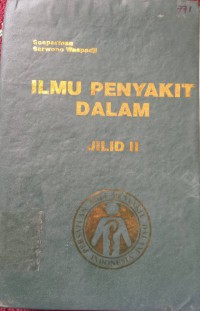 Soeparman
Sarwono Waspadji
ILMU PENYAKIT
DALAM
JILID II